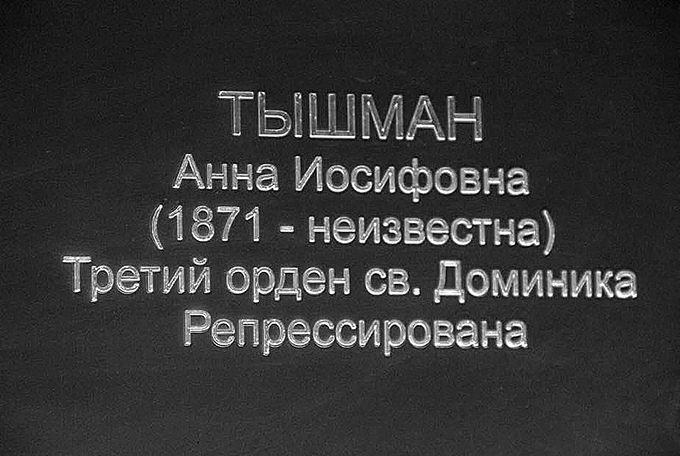 ТЫШМАН
Анна Иосифовна
(1871 - неизвестна)
Третий орден св. Доминика
Репрессирована